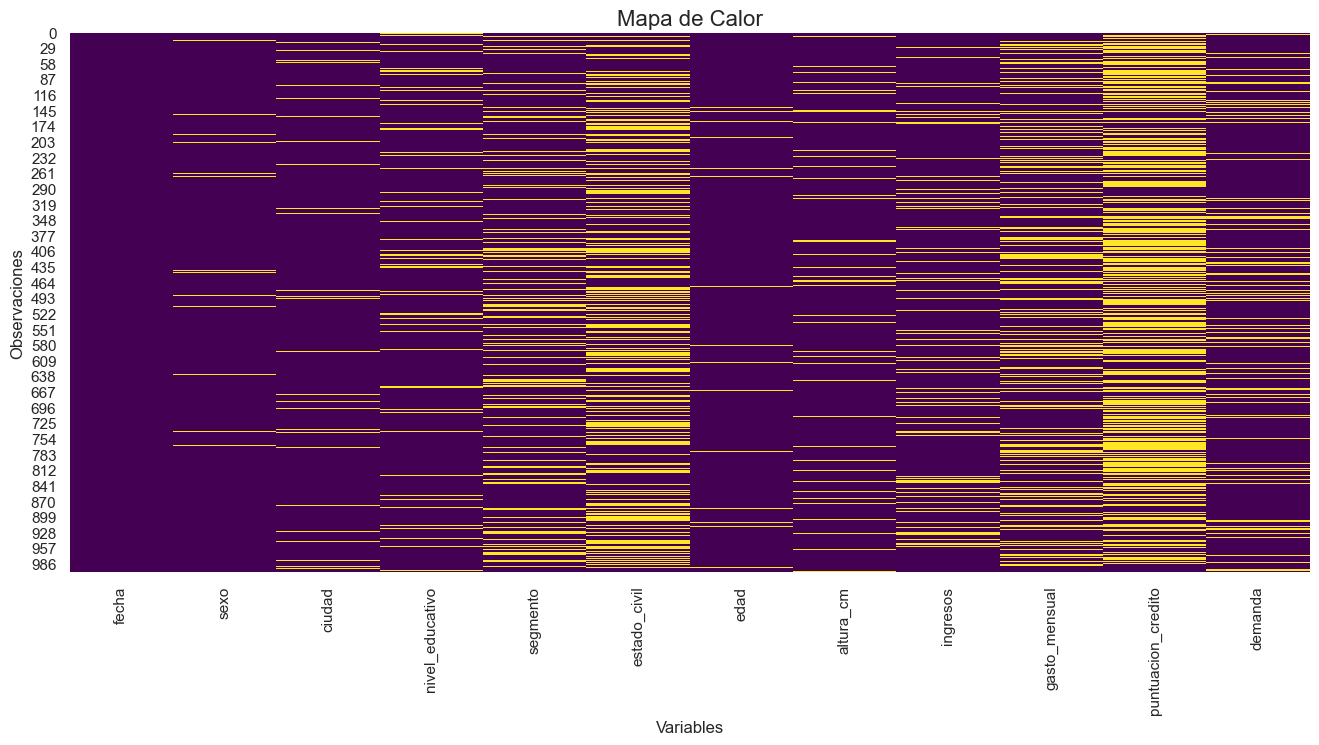 Mapa de Calor
Observaciones
0
29
58
87
116
145
174
203
232
261
290
319
348
377
406
435
464
493
522
551
580
609
638
667
696
725
754
783
812
841
870
899
928
957
986
fecha
sexo
ciudad
nivel_educativo
segmento
estado_civil
edad
altura_cm
ingresos
gasto_mensual
puntuacion_credito
demanda
Variables